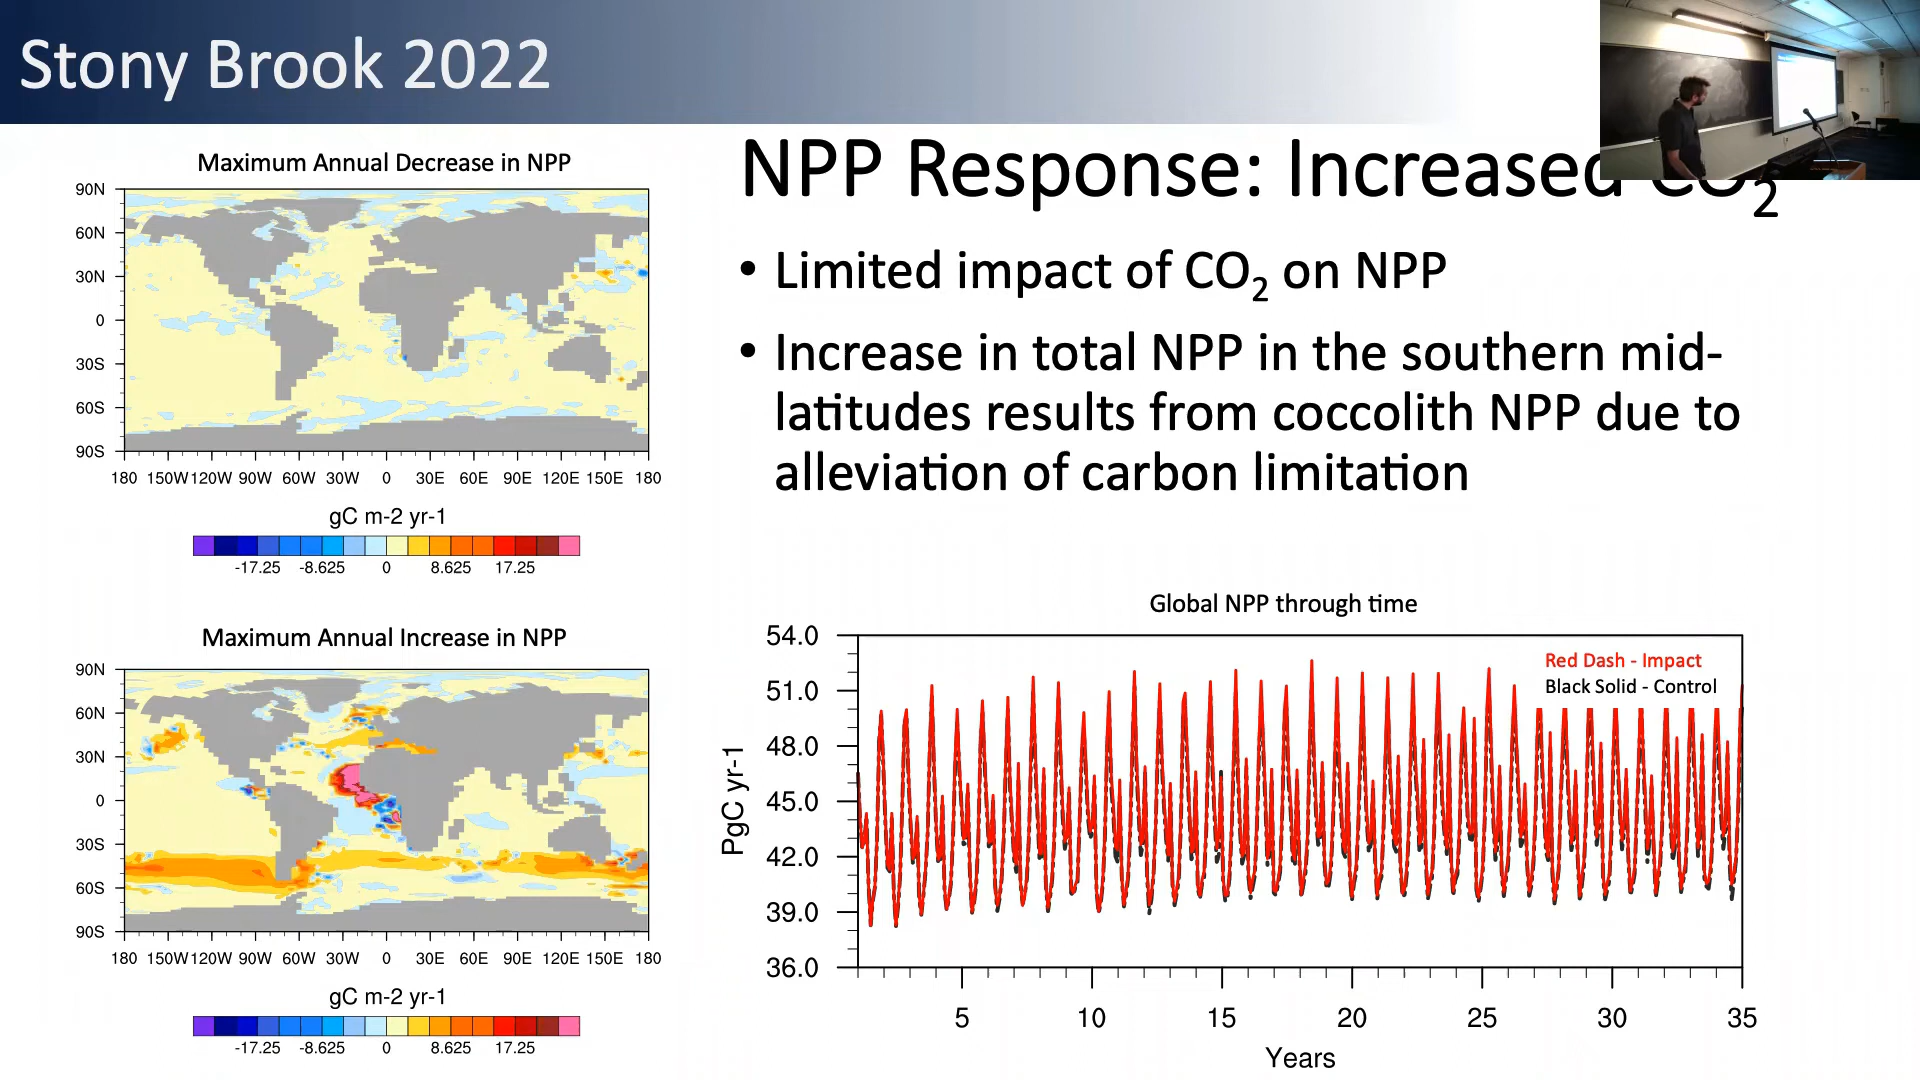 Stony Brook 2022
NPP Response: Increased CO2
• Limited impact of CO2 on NPP
• Increase in total NPP in the southern mid-
latitudes results from coccolith NPP due to
alleviation of carbon limitation
Maximum Annual Decrease in NPP
90N
60N
30N
0
30S
60S
90S
180 150W 120W 90W 60W 30W 0 30E 60E 90E 120E 150E 180
gC m-2 yr-1
-17.25 -8.625 0 8.625 17.25
Maximum Annual Increase in NPP
90N
60N
30N
0
30S
60S
90S
180 150W 120W 90W 60W 30W 0 30E 60E 90E 120E 150E 180
gC m-2 yr-1
-17.25 -8.625 0 8.625 17.25
Global NPP through time
Red Dash - Impact
Black Solid - Control
PgC yr-1
54.0
51.0
48.0
45.0
42.0
39.0
36.0
5 10 15 20 25 30 35
Years